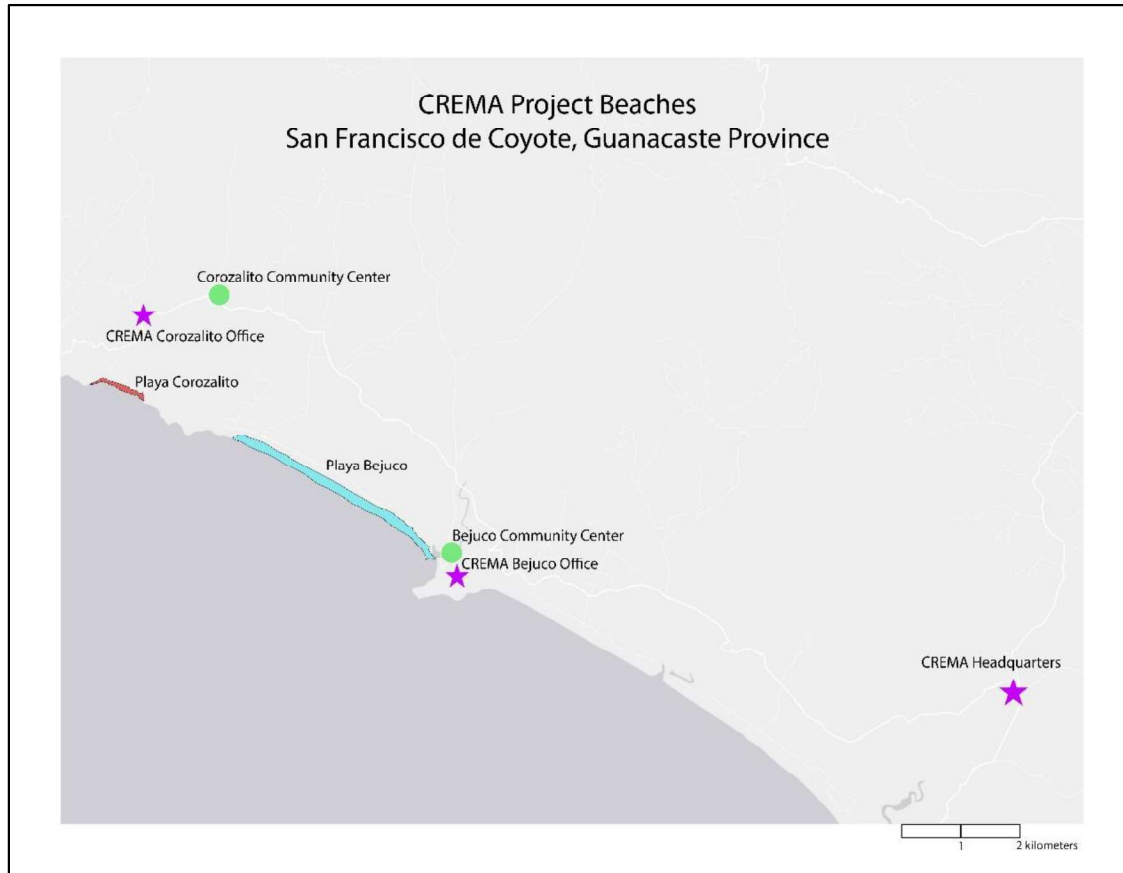 CREMA Project Beaches
San Francisco de Coyote, Guanacaste Province
Corozalito Community Center
CREMA Corozalito Office
Playa Corozalito
Playa Bejuco
Bejuco Community Center
CREMA Bejuco Office
CREMA Headquarters
1 2 kilometers